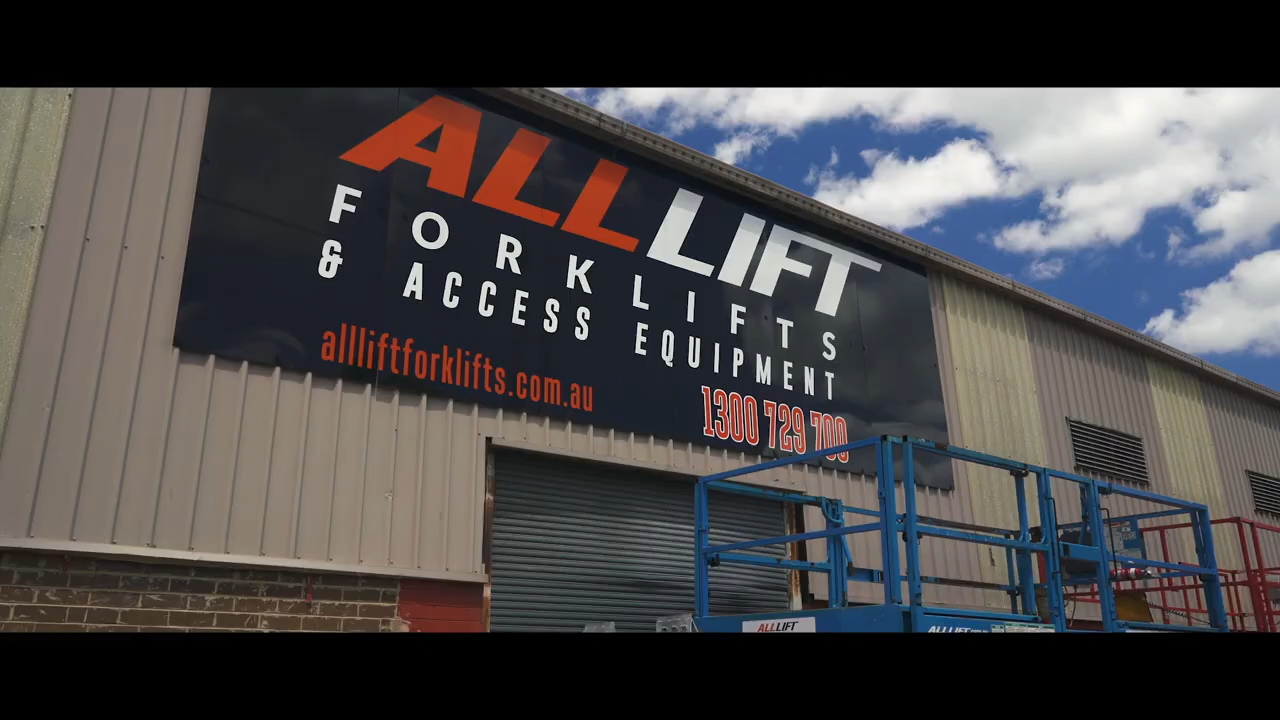 ALLLIFT
FORKLIFTS
& ACCESS EQUIPMENT
allliftforklifts.com.au
1300 729 700
ALLLIFT
ALLLIFT